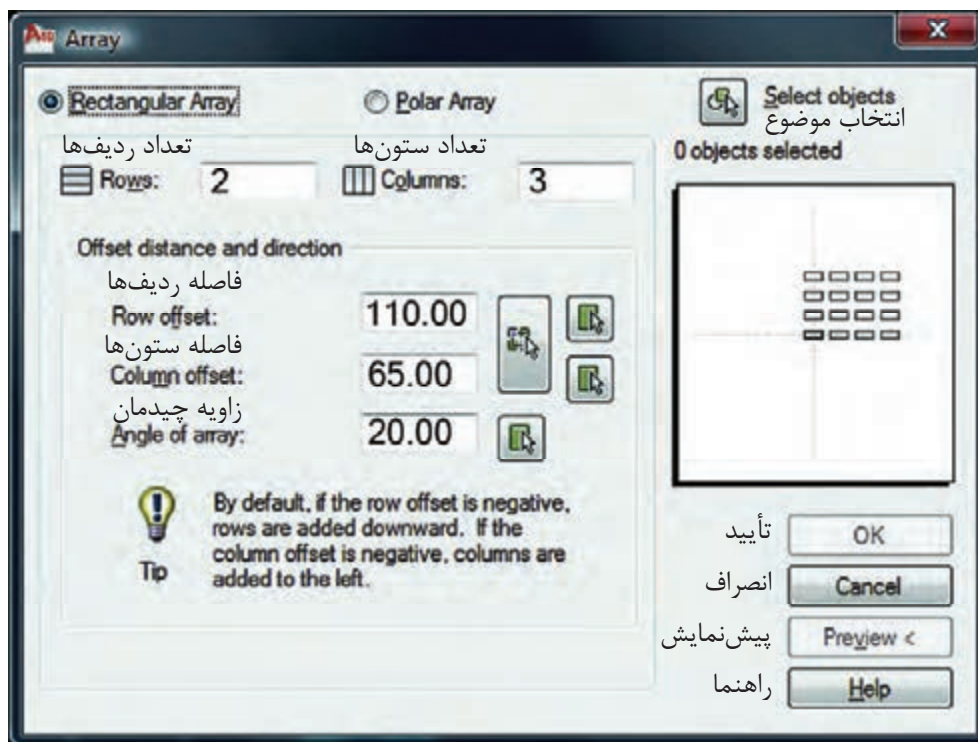 Array
Rectangular Array
Polar Array
Select objects
انتخاب موضوع
0 objects selected
تعداد ردیف‌ها
تعداد ستون‌ها
Rows: 2
Columns: 3
Offset distance and direction
فاصله ردیف‌ها
Row offset: 110.00
فاصله ستون‌ها
Column offset: 65.00
زاویه چیدمان
Angle of array: 20.00
Tip
By default, if the row offset is negative,
rows are added downward. If the
column offset is negative, columns are
added to the left.
تأیید OK
انصراف Cancel
پیش‌نمایش Preview <
راهنما Help